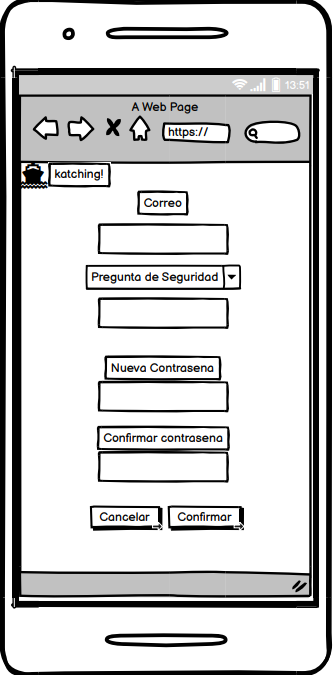 13:51
A Web Page
https://
katching!
Correo
Pregunta de Seguridad
Nueva Contrasena
Confirmar contrasena
Cancelar Confirmar